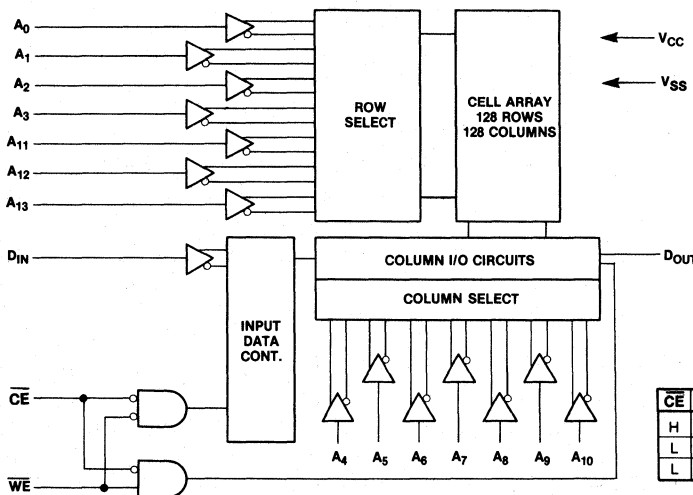 A0
A1
A2
A3
A11
A12
A13
ROW
SELECT
CELL ARRAY
128 ROWS
128 COLUMNS
VCC
VSS
DIN
INPUT
DATA
CONT.
COLUMN I/O CIRCUITS
COLUMN SELECT
DOUT
CE
WE
A4 A5 A6 A7 A8 A9 A10
CE
H
L
L